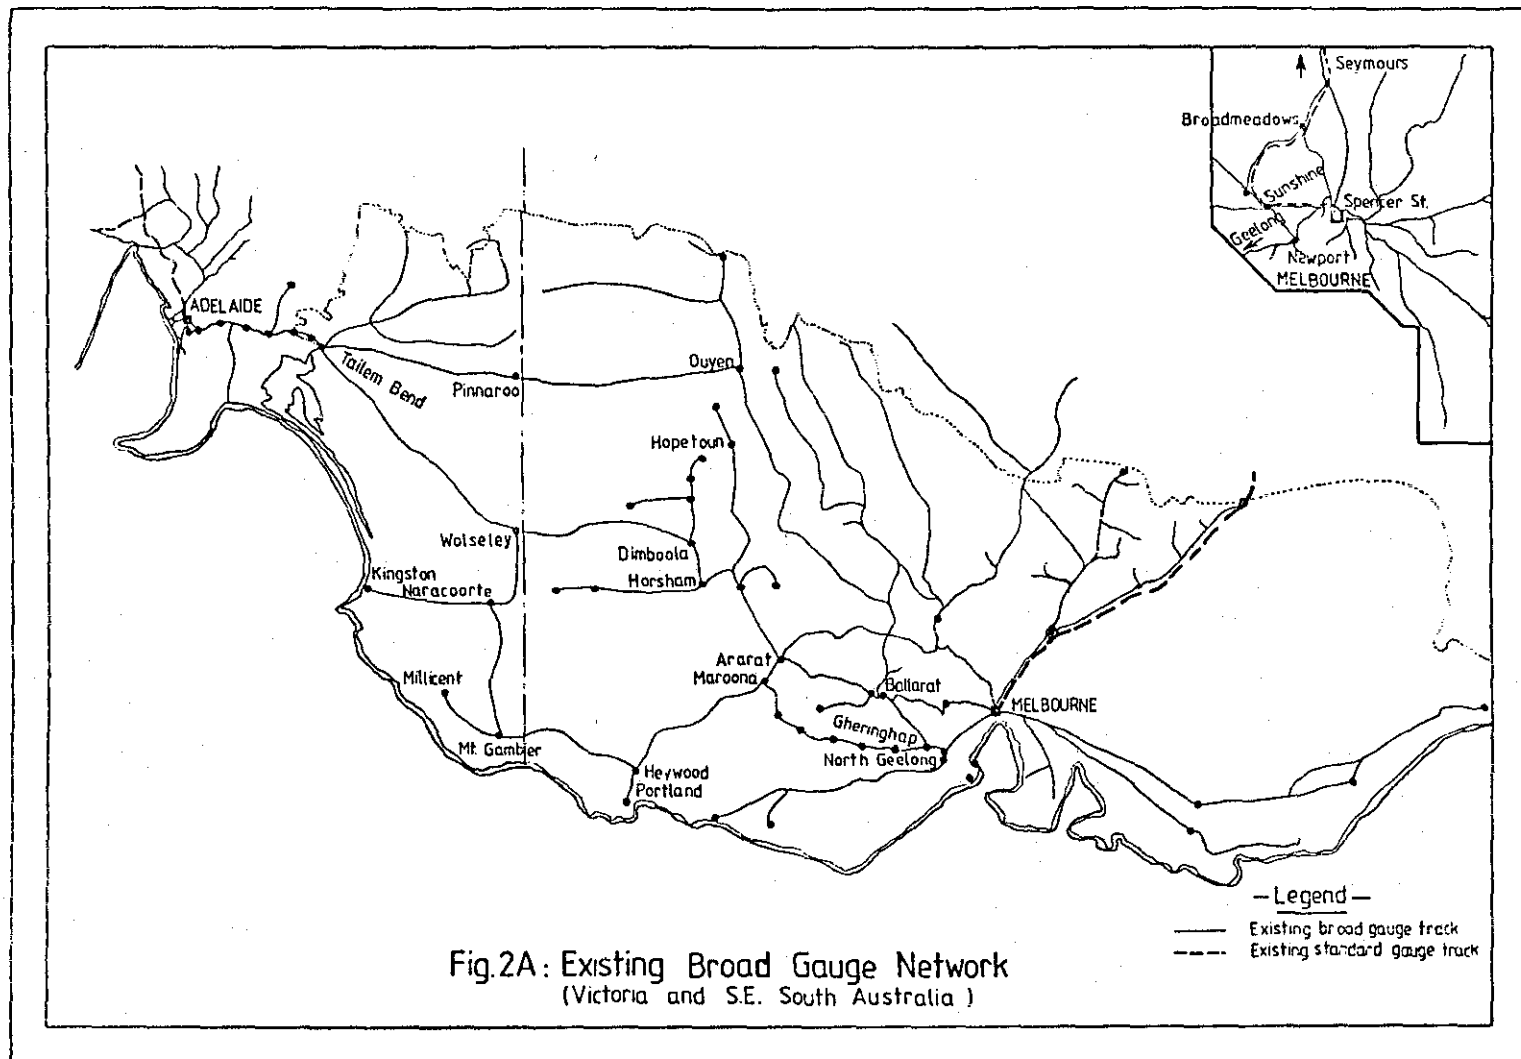 Seymours
Broadmeadows
Sunshine
Spencer St.
Geelong
Newport
MELBOURNE
ADELAIDE
Tailem Bend
Pinnaroo
Ouyen
Hopetoun
Wolseley
Dimboola
Horsham
Kingston
Naracoorte
Ararat
Maroona
Millicent
Ballarat
MELBOURNE
Gheringhap
North Geelong
Mt. Gambier
Heywood
Portland
— Legend —
Existing broad gauge track
Existing standard gauge track
Fig.2A: Existing Broad Gauge Network
(Victoria and S.E. South Australia)